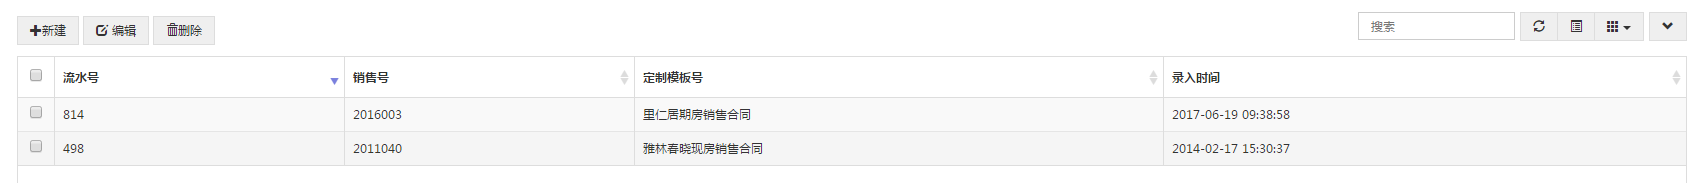 新建 编辑 删除 搜索
流水号 销售号 定制模板号 录入时间
814 2016003 里仁居期房销售合同 2017-06-19 09:38:58
498 2011040 雅林春晓现房销售合同 2014-02-17 15:30:37